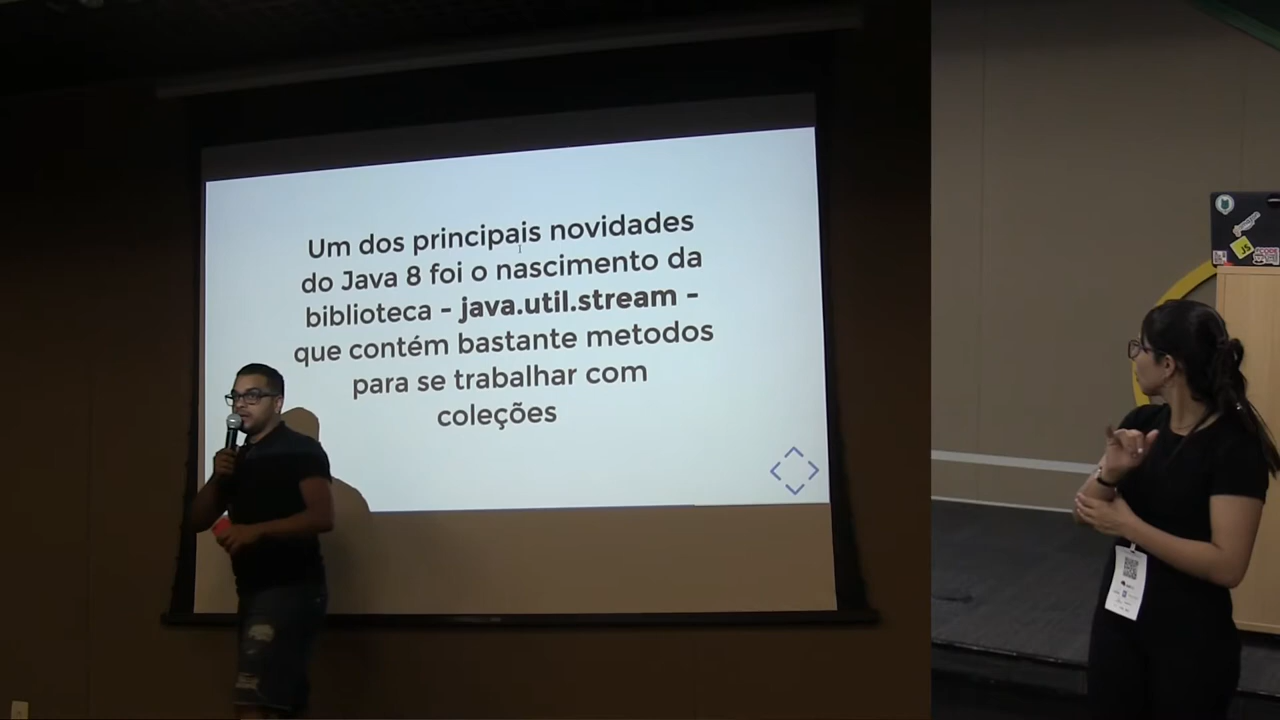 Um dos principais novidades
do Java 8 foi o nascimento da
biblioteca - java.util.stream -
que contém bastante metodos
para se trabalhar com
coleções
JS